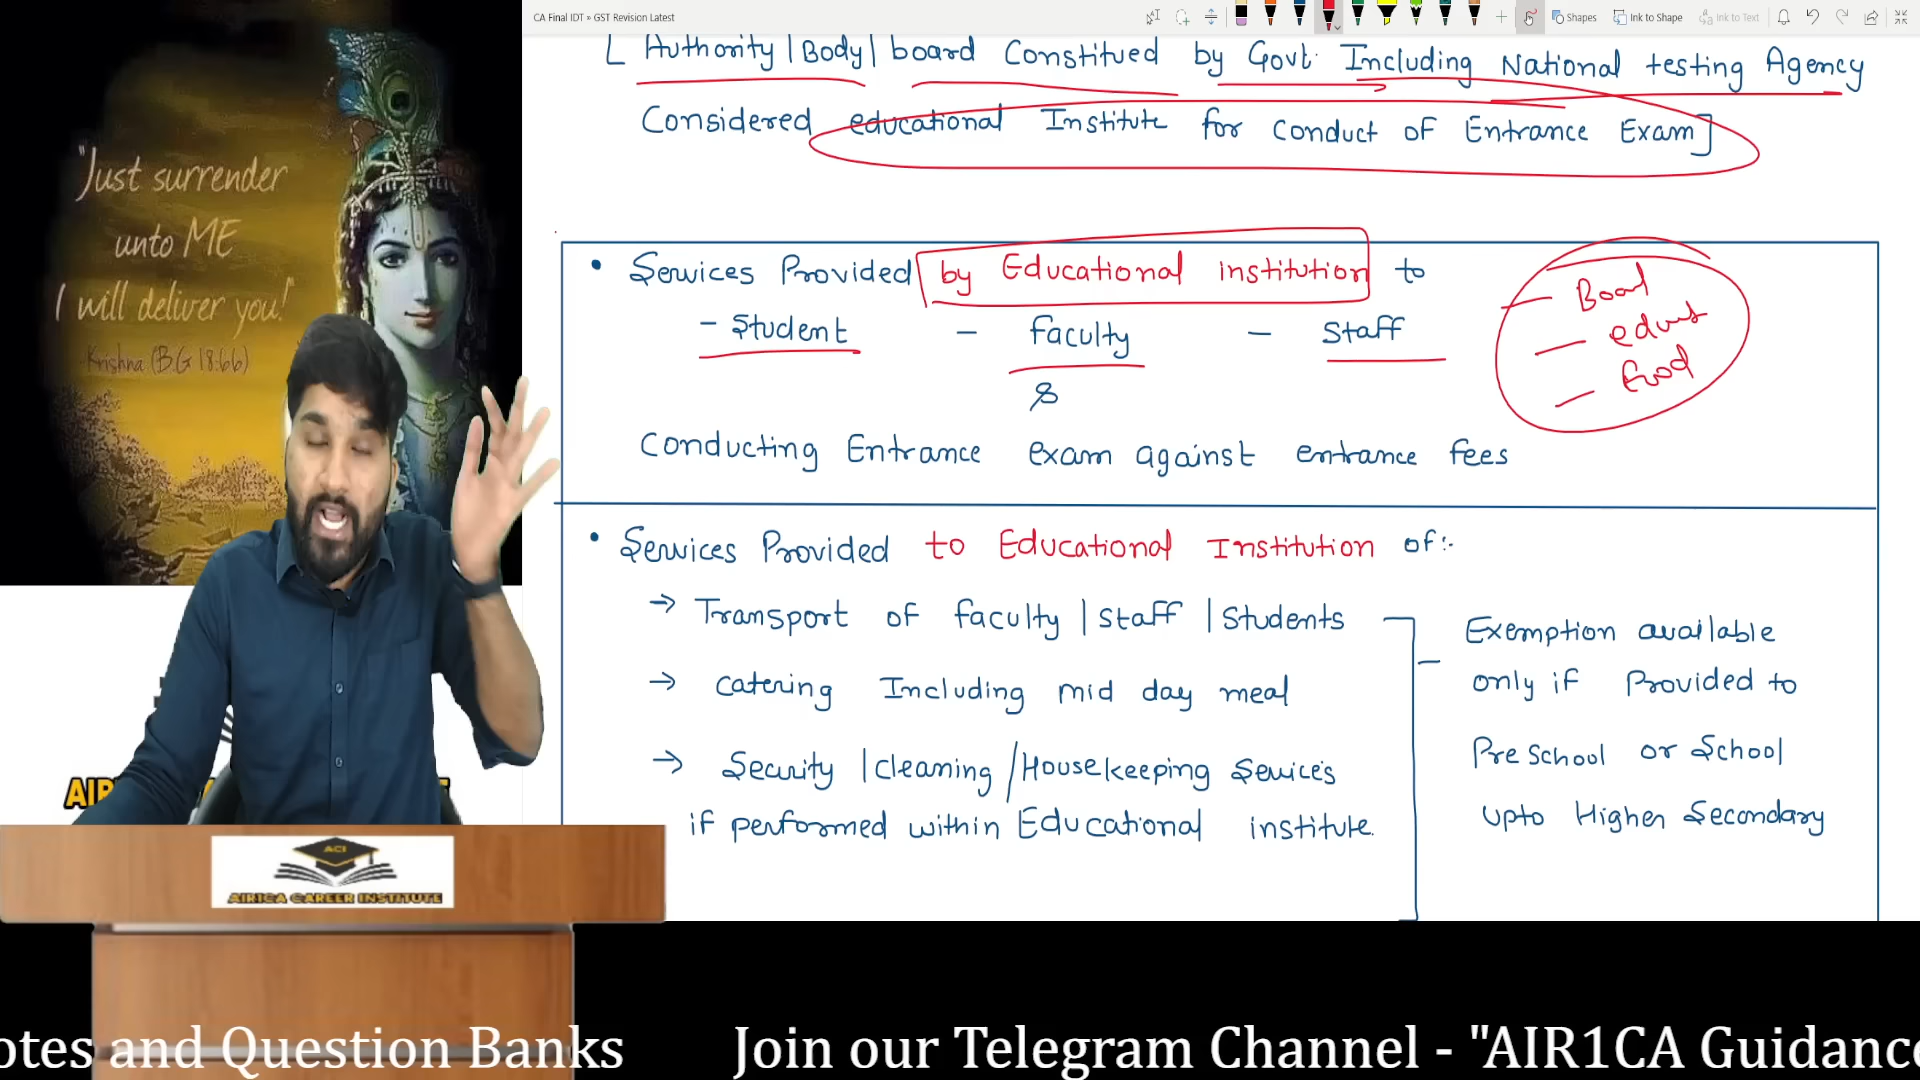 CA Final IDT » GST Revision Latest
Shapes
Ink to Shape
Ink to Text
[ Authority | Body | board Constitued by Govt. Including National testing Agency
Considered educational Institute for conduct of Entrance Exam]
"Just surrender
unto ME
I will deliver you!"
-Krishna (B.G 18.66)
• Services Provided by Educational institution to
- Student - faculty - Staff
&
Conducting Entrance exam against entrance fees
— Board
—
— food
• Services Provided to Educational Institution of:-
→ Transport of faculty | Staff | Students
→ Catering Including mid day meal
→ Security | Cleaning / Housekeeping Services
if performed within Educational institute.
Exemption available
only if Provided to
Pre School or School
upto Higher Secondary
AIR
ACI
AIR1CA CAREER INSTITUTE
otes and Question Banks Join our Telegram Channel - "AIR1CA Guidance